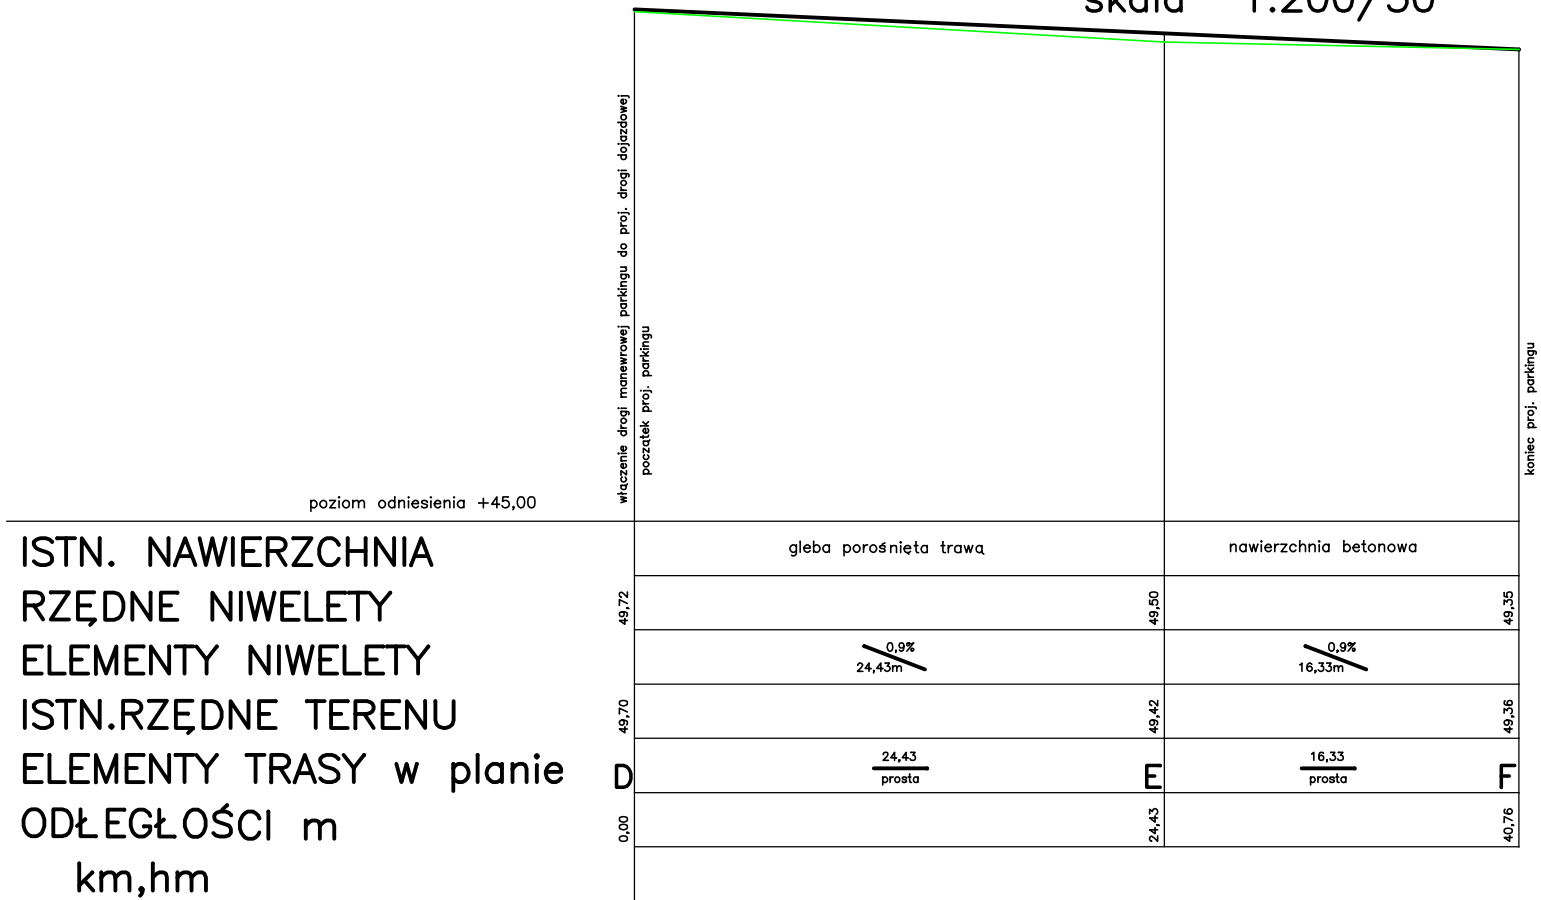 skala 1:200/50
włączenie drogi manewrowej parkingu do proj. drogi dojazdowej
początek proj. parkingu
koniec proj. parkingu
poziom odniesienia +45,00
ISTN. NAWIERZCHNIA gleba porośnięta trawą nawierzchnia betonowa
RZĘDNE NIWELETY 49,72 49,50 49,35
ELEMENTY NIWELETY 0,9% 24,43m 0,9% 16,33m
ISTN.RZĘDNE TERENU 49,70 49,42 49,36
ELEMENTY TRASY w planie D 24,43 prosta E 16,33 prosta F
ODŁEGŁOŚCI m 0,00 24,43 40,76
km,hm